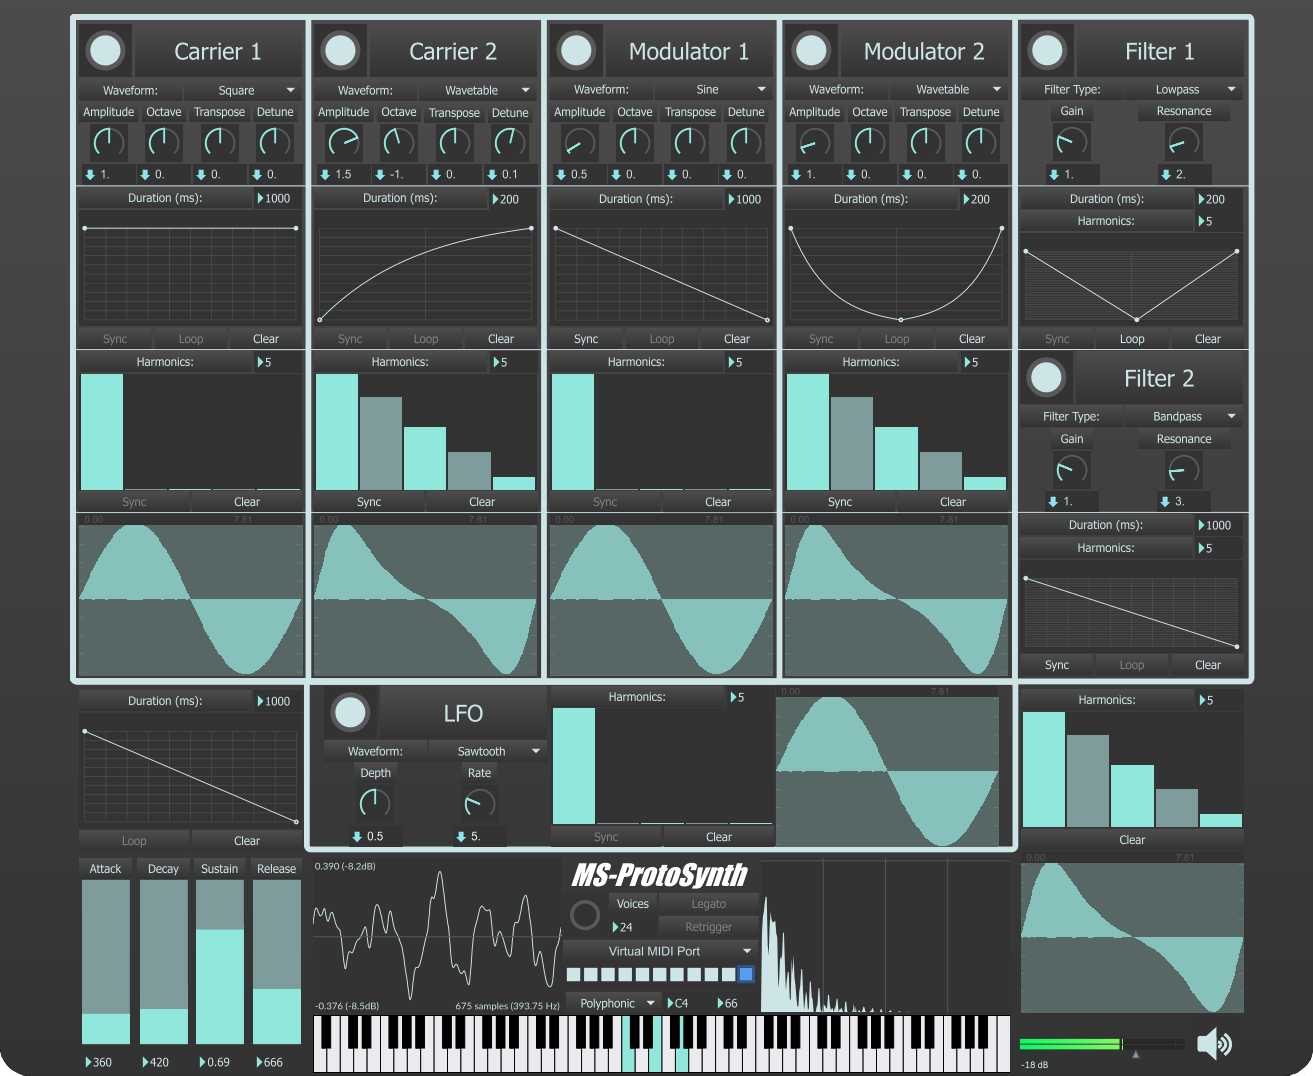 Carrier 1
Carrier 2
Modulator 1
Modulator 2
Filter 1
Waveform: Square
Waveform: Wavetable
Waveform: Sine
Waveform: Wavetable
Filter Type: Lowpass
Amplitude Octave Transpose Detune
Amplitude Octave Transpose Detune
Amplitude Octave Transpose Detune
Amplitude Octave Transpose Detune
Gain Resonance
1. 0. 0. 0.
1.5 -1. 0. 0.1
0.5 0. 0. 0.
1. 0. 0. 0.
1. 2.
Duration (ms): 1000
Duration (ms): 200
Duration (ms): 1000
Duration (ms): 200
Duration (ms): 200
Harmonics: 5
Sync Loop Clear
Sync Loop Clear
Sync Loop Clear
Sync Loop Clear
Sync Loop Clear
Harmonics: 5
Harmonics: 5
Harmonics: 5
Harmonics: 5
Filter 2
Filter Type: Bandpass
Gain Resonance
1. 3.
Sync Clear
Sync Clear
Sync Clear
Sync Clear
0.00 7.81
0.00 7.81
0.00 7.81
0.00 7.81
Duration (ms): 1000
Harmonics: 5
Sync Loop Clear
Duration (ms): 1000
LFO
Harmonics: 5
0.00 7.81
Harmonics: 5
Waveform: Sawtooth
Depth Rate
0.5 5.
Loop Clear
Sync Clear
Clear
Attack Decay Sustain Release
0.390 (-8.2dB)
MS-ProtoSynth
0.00 7.81
Voices Legato
24 Retrigger
Virtual MIDI Port
-0.376 (-8.5dB) 675 samples (393.75 Hz)
Polyphonic C4 66
360 420 0.69 666
-18 dB